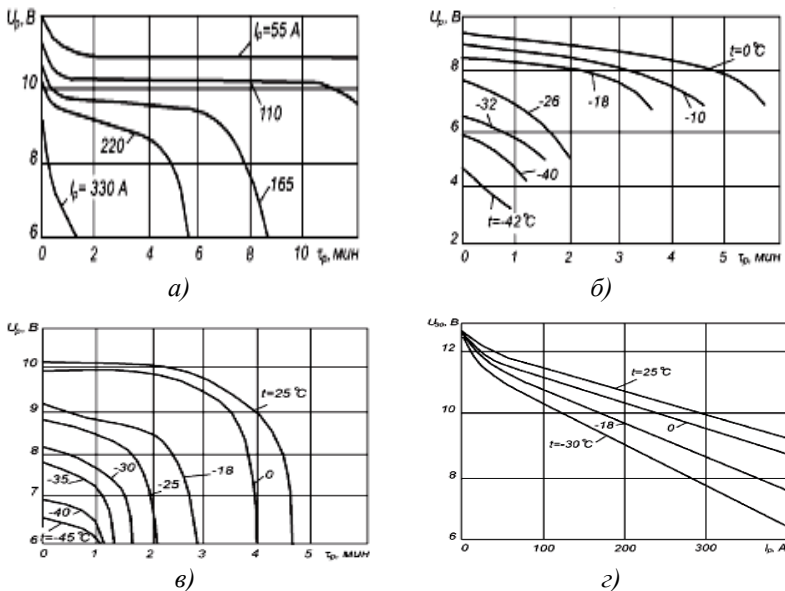 Uр, В
Iр=55 А
10
110
220
165
8
Iр= 330 А
6
0 2 4 6 8 10 τр, мин
а)
Uр, В
8
t=0°C
-18
-10
-26
-32
6
-40
4
t=-42°C
2
0 1 2 3 4 5 τр, мин
б)
Uр, В
10
t=25°C
9
8
-18
0
-30
-25
-35
7
-40
6
t=-45°C
0 1 2 3 4 5 τр, мин
в)
Uзо, В
12
t=25°C
10
-18
0
t=-30°C
8
6
0 100 200 300 Iр, А
г)